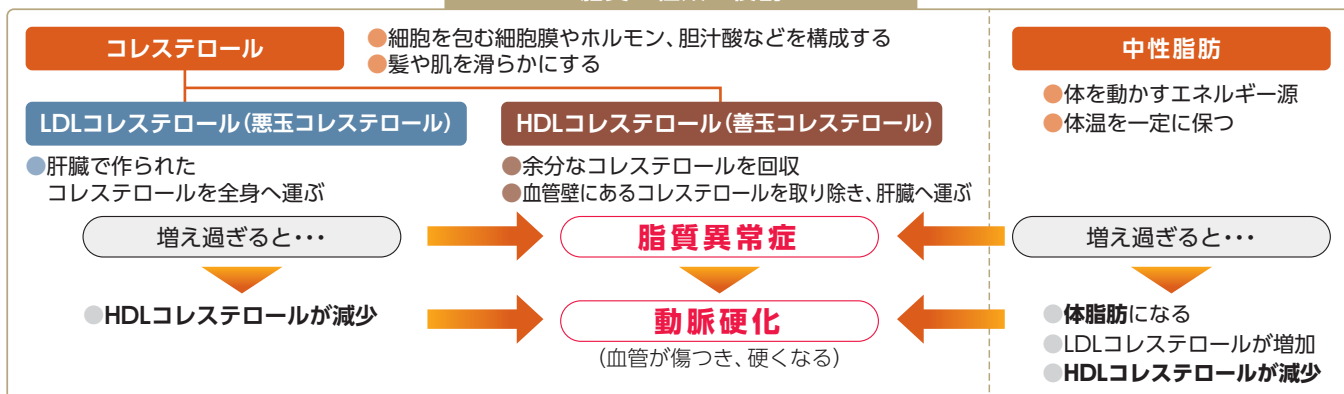 コレステロール
●細胞を包む細胞膜やホルモン、胆汁酸などを構成する
●髪や肌を滑らかにする
LDLコレステロール(悪玉コレステロール)
●肝臓で作られた
コレステロールを全身へ運ぶ
HDLコレステロール(善玉コレステロール)
●余分なコレステロールを回収
●血管壁にあるコレステロールを取り除き、肝臓へ運ぶ
増え過ぎると・・・
脂質異常症
●HDLコレステロールが減少
動脈硬化
(血管が傷つき、硬くなる)
中性脂肪
●体を動かすエネルギー源
●体温を一定に保つ
増え過ぎると・・・
●体脂肪になる
●LDLコレステロールが増加
●HDLコレステロールが減少